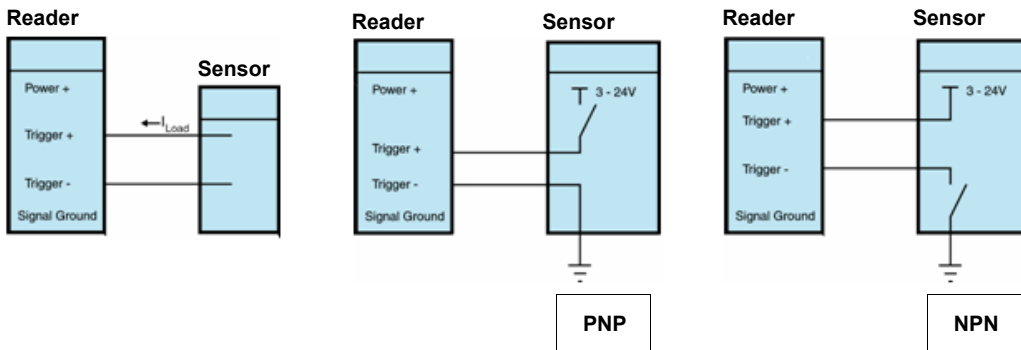 Reader
Sensor
Power +
Trigger +
Trigger -
Signal Ground
←I Load
Reader
Sensor
Power +
Trigger +
Trigger -
Signal Ground
3 - 24V
PNP
Reader
Sensor
Power +
Trigger +
Trigger -
Signal Ground
3 - 24V
NPN